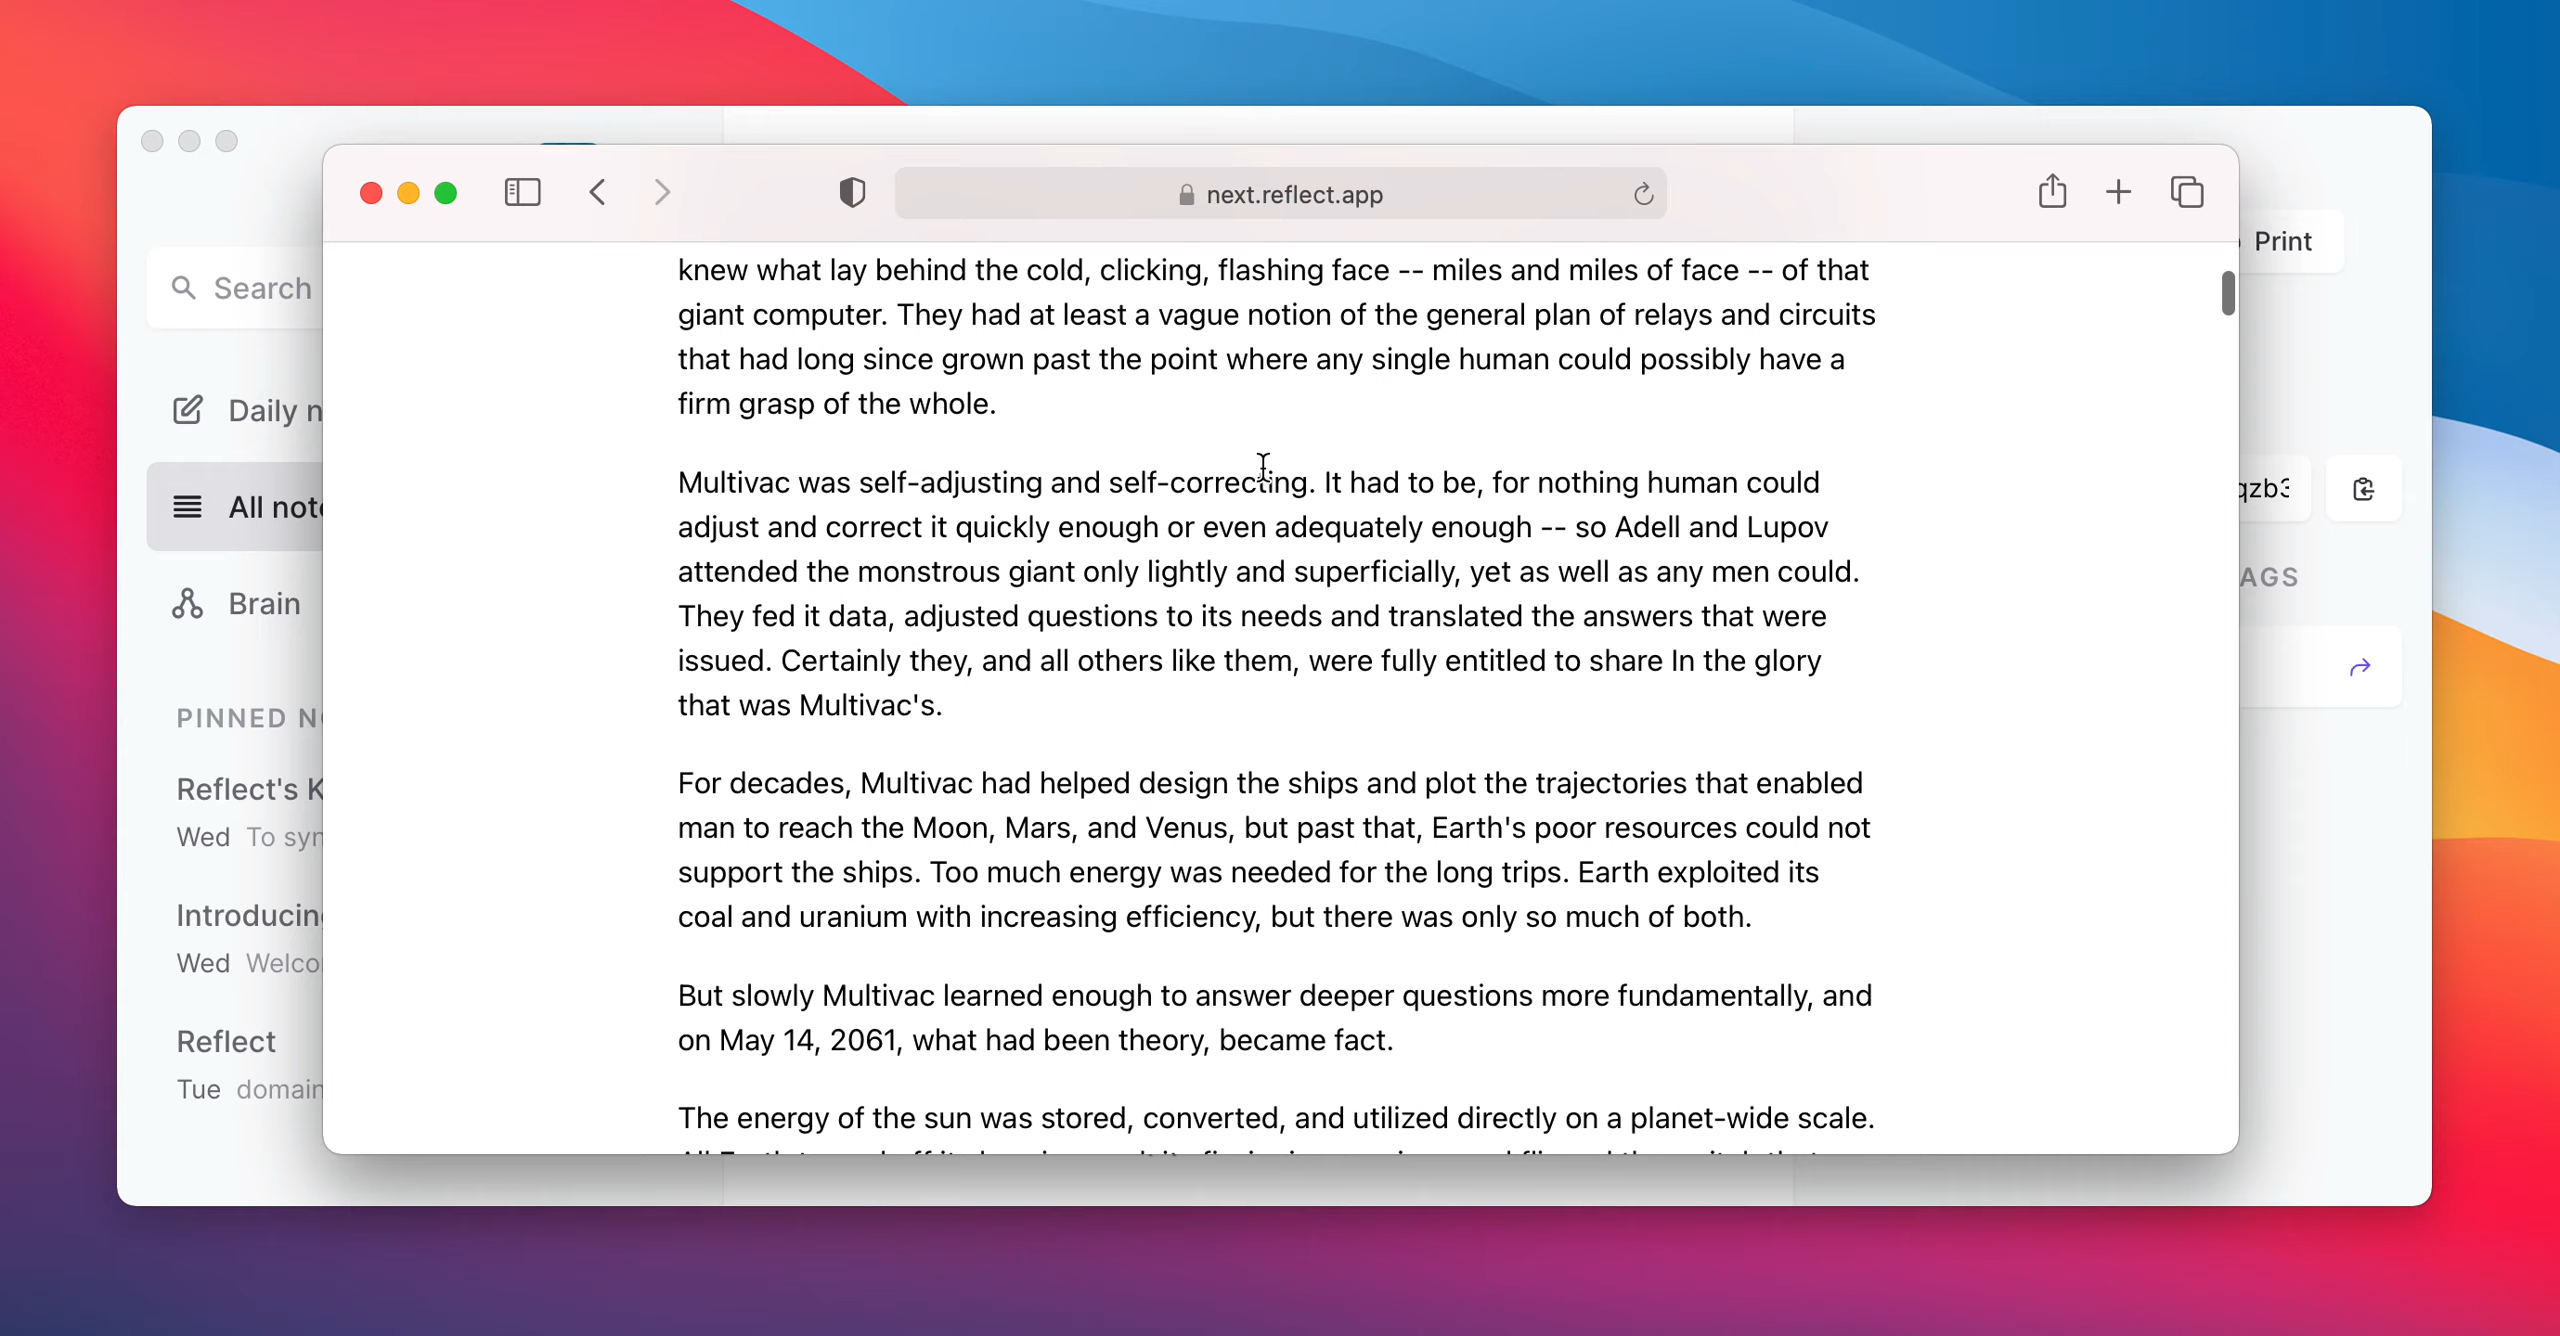 next.reflect.app
Print
Search
Daily n
All note
Brain
PINNED NO
Reflect's K
Wed To syn
Introducing
Wed Welco
Reflect
Tue domain
knew what lay behind the cold, clicking, flashing face -- miles and miles of face -- of that
giant computer. They had at least a vague notion of the general plan of relays and circuits
that had long since grown past the point where any single human could possibly have a
firm grasp of the whole.
Multivac was self-adjusting and self-correcting. It had to be, for nothing human could
adjust and correct it quickly enough or even adequately enough -- so Adell and Lupov
attended the monstrous giant only lightly and superficially, yet as well as any men could.
They fed it data, adjusted questions to its needs and translated the answers that were
issued. Certainly they, and all others like them, were fully entitled to share In the glory
that was Multivac's.
For decades, Multivac had helped design the ships and plot the trajectories that enabled
man to reach the Moon, Mars, and Venus, but past that, Earth's poor resources could not
support the ships. Too much energy was needed for the long trips. Earth exploited its
coal and uranium with increasing efficiency, but there was only so much of both.
But slowly Multivac learned enough to answer deeper questions more fundamentally, and
on May 14, 2061, what had been theory, became fact.
The energy of the sun was stored, converted, and utilized directly on a planet-wide scale.
qzb3
AGS